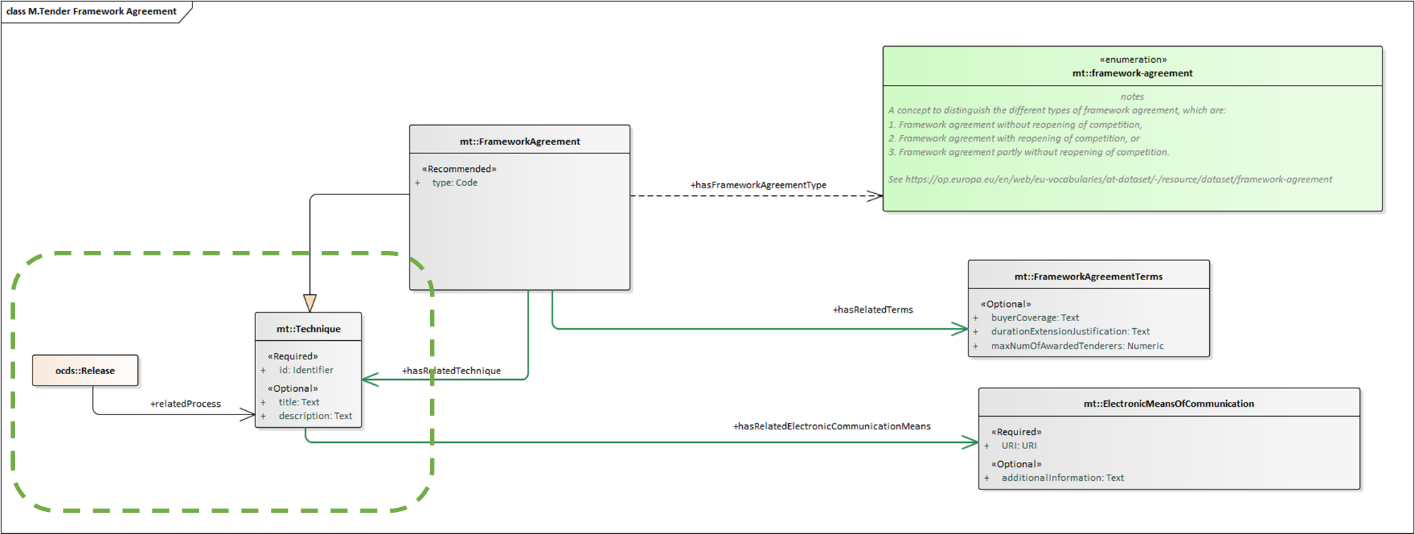 class M.Tender Framework Agreement
«enumeration»
mt::framework-agreement
notes
A concept to distinguish the different types of framework agreement, which are:
1. Framework agreement without reopening of competition,
2. Framework agreement with reopening of competition, or
3. Framework agreement partly without reopening of competition.
See https://op.europa.eu/en/web/eu-vocabularies/at-dataset/-/resource/dataset/framework-agreement
mt::FrameworkAgreement
«Recommended»
+ type: Code
+hasFrameworkAgreementType
mt::FrameworkAgreementTerms
«Optional»
+ buyerCoverage: Text
+ durationExtensionJustification: Text
+ maxNumOfAwardedTenderers: Numeric
+hasRelatedTerms
mt::Technique
«Required»
+ id: Identifier
«Optional»
+ title: Text
+ description: Text
+hasRelatedTechnique
ocds::Release
+relatedProcess
+hasRelatedElectronicCommunicationMeans
mt::ElectronicMeansOfCommunication
«Required»
+ URI: URI
«Optional»
+ additionalInformation: Text